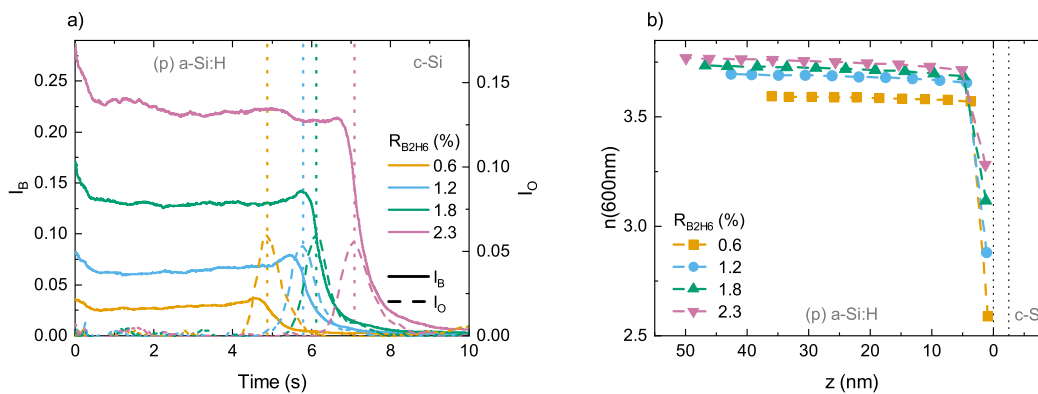 a)
(p) a-Si:H
c-Si
0.25
0.20
0.15
0.10
0.05
0.00
I_B
R_B2H6 (%)
0.6
1.2
1.8
2.3
I_B
I_O
0.15
0.10
0.05
0.00
I_O
0 2 4 6 8 10
Time (s)
b)
3.5
3.0
2.5
n(600nm)
R_B2H6 (%)
0.6
1.2
1.8
2.3
(p) a-Si:H
c-S
50 40 30 20 10 0
z (nm)